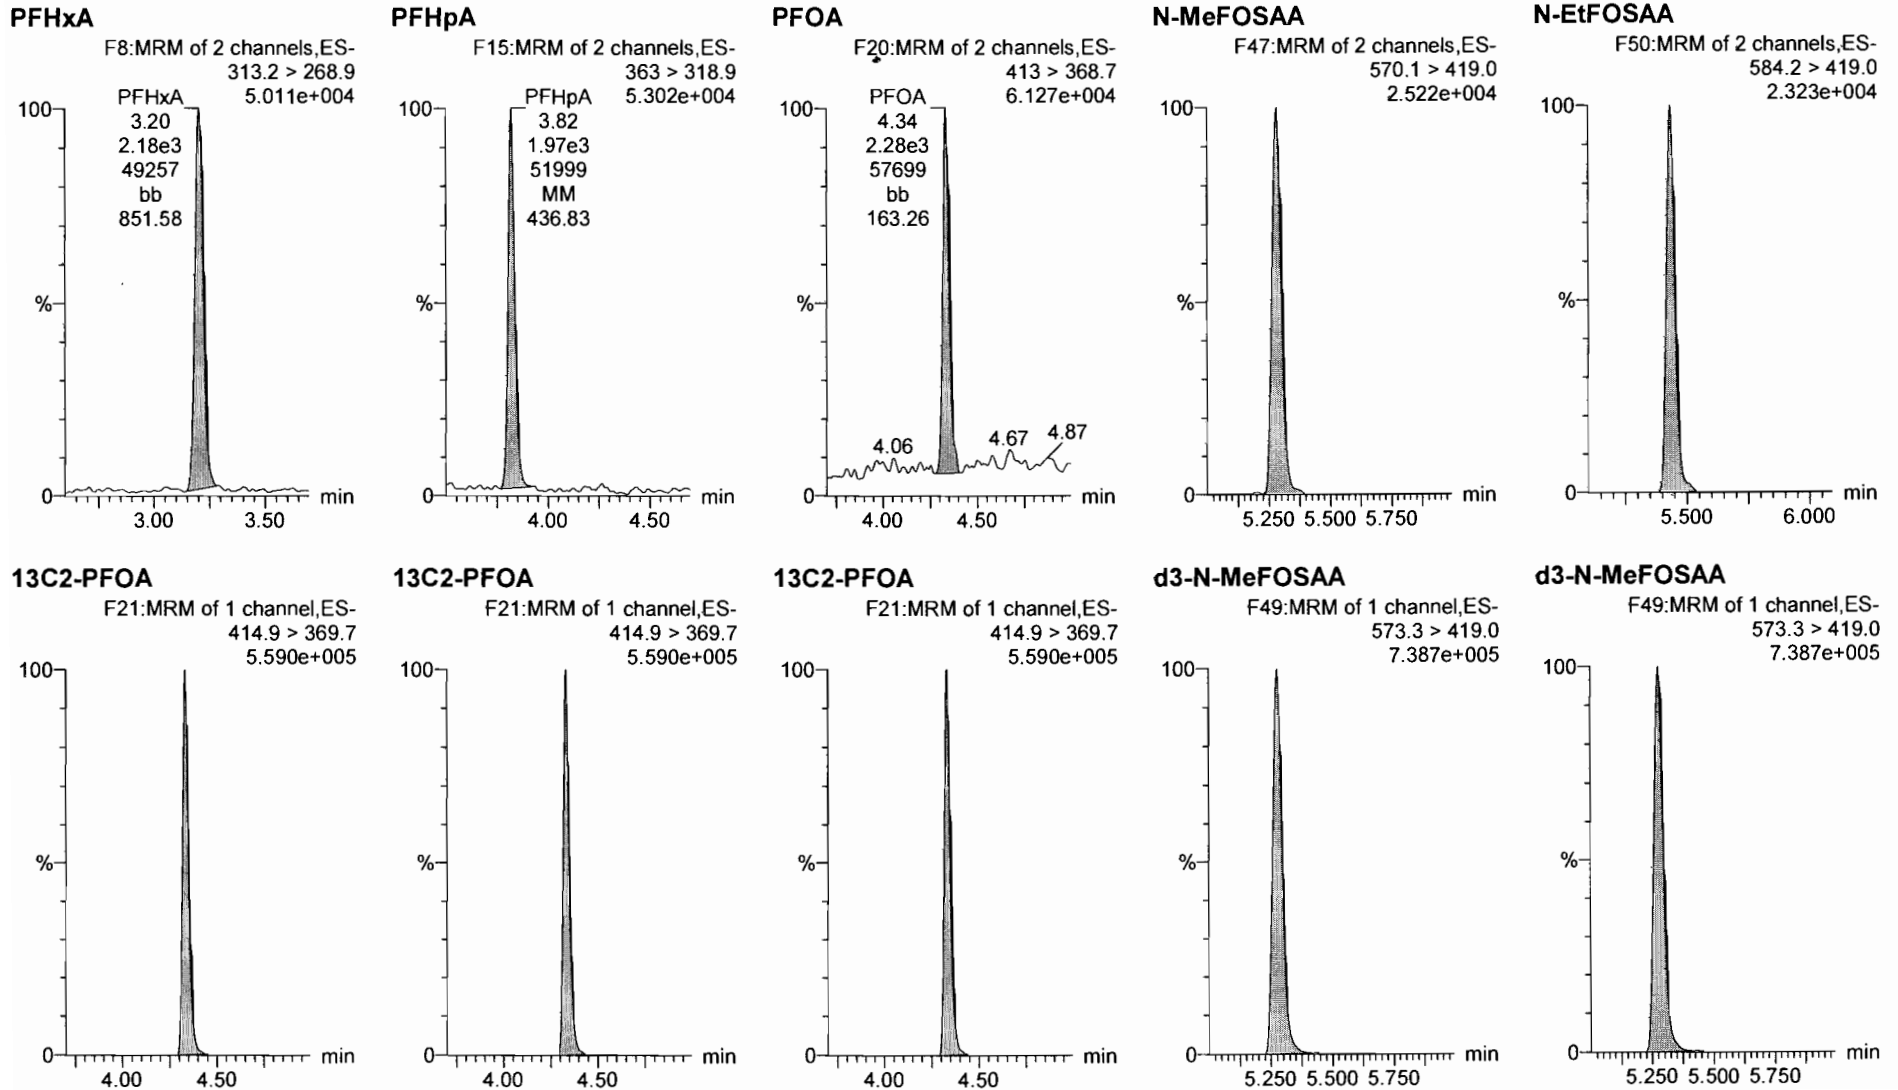 PFHxA
F8:MRM of 2 channels,ES-
313.2 > 268.9
5.011e+004
PFHxA
3.20
2.18e3
49257
bb
851.58
100
%
0
3.00
3.50
min
PFHpA
F15:MRM of 2 channels,ES-
363 > 318.9
5.302e+004
PFHpA
3.82
1.97e3
51999
MM
436.83
100
%
0
4.00
4.50
min
PFOA
F20:MRM of 2 channels,ES-
413 > 368.7
6.127e+004
PFOA
4.34
2.28e3
57699
bb
163.26
100
%
4.06
4.67
4.87
0
4.00
4.50
min
N-MeFOSAA
F47:MRM of 2 channels,ES-
570.1 > 419.0
2.522e+004
100
%
0
5.250
5.500
5.750
min
N-EtFOSAA
F50:MRM of 2 channels,ES-
584.2 > 419.0
2.323e+004
100
%
0
5.500
6.000
min
13C2-PFOA
F21:MRM of 1 channel,ES-
414.9 > 369.7
5.590e+005
100
%
0
4.00
4.50
min
13C2-PFOA
F21:MRM of 1 channel,ES-
414.9 > 369.7
5.590e+005
100
%
0
4.00
4.50
min
13C2-PFOA
F21:MRM of 1 channel,ES-
414.9 > 369.7
5.590e+005
100
%
0
4.00
4.50
min
d3-N-MeFOSAA
F49:MRM of 1 channel,ES-
573.3 > 419.0
7.387e+005
100
%
0
5.250
5.500
5.750
min
d3-N-MeFOSAA
F49:MRM of 1 channel,ES-
573.3 > 419.0
7.387e+005
100
%
0
5.250
5.500
5.750
min